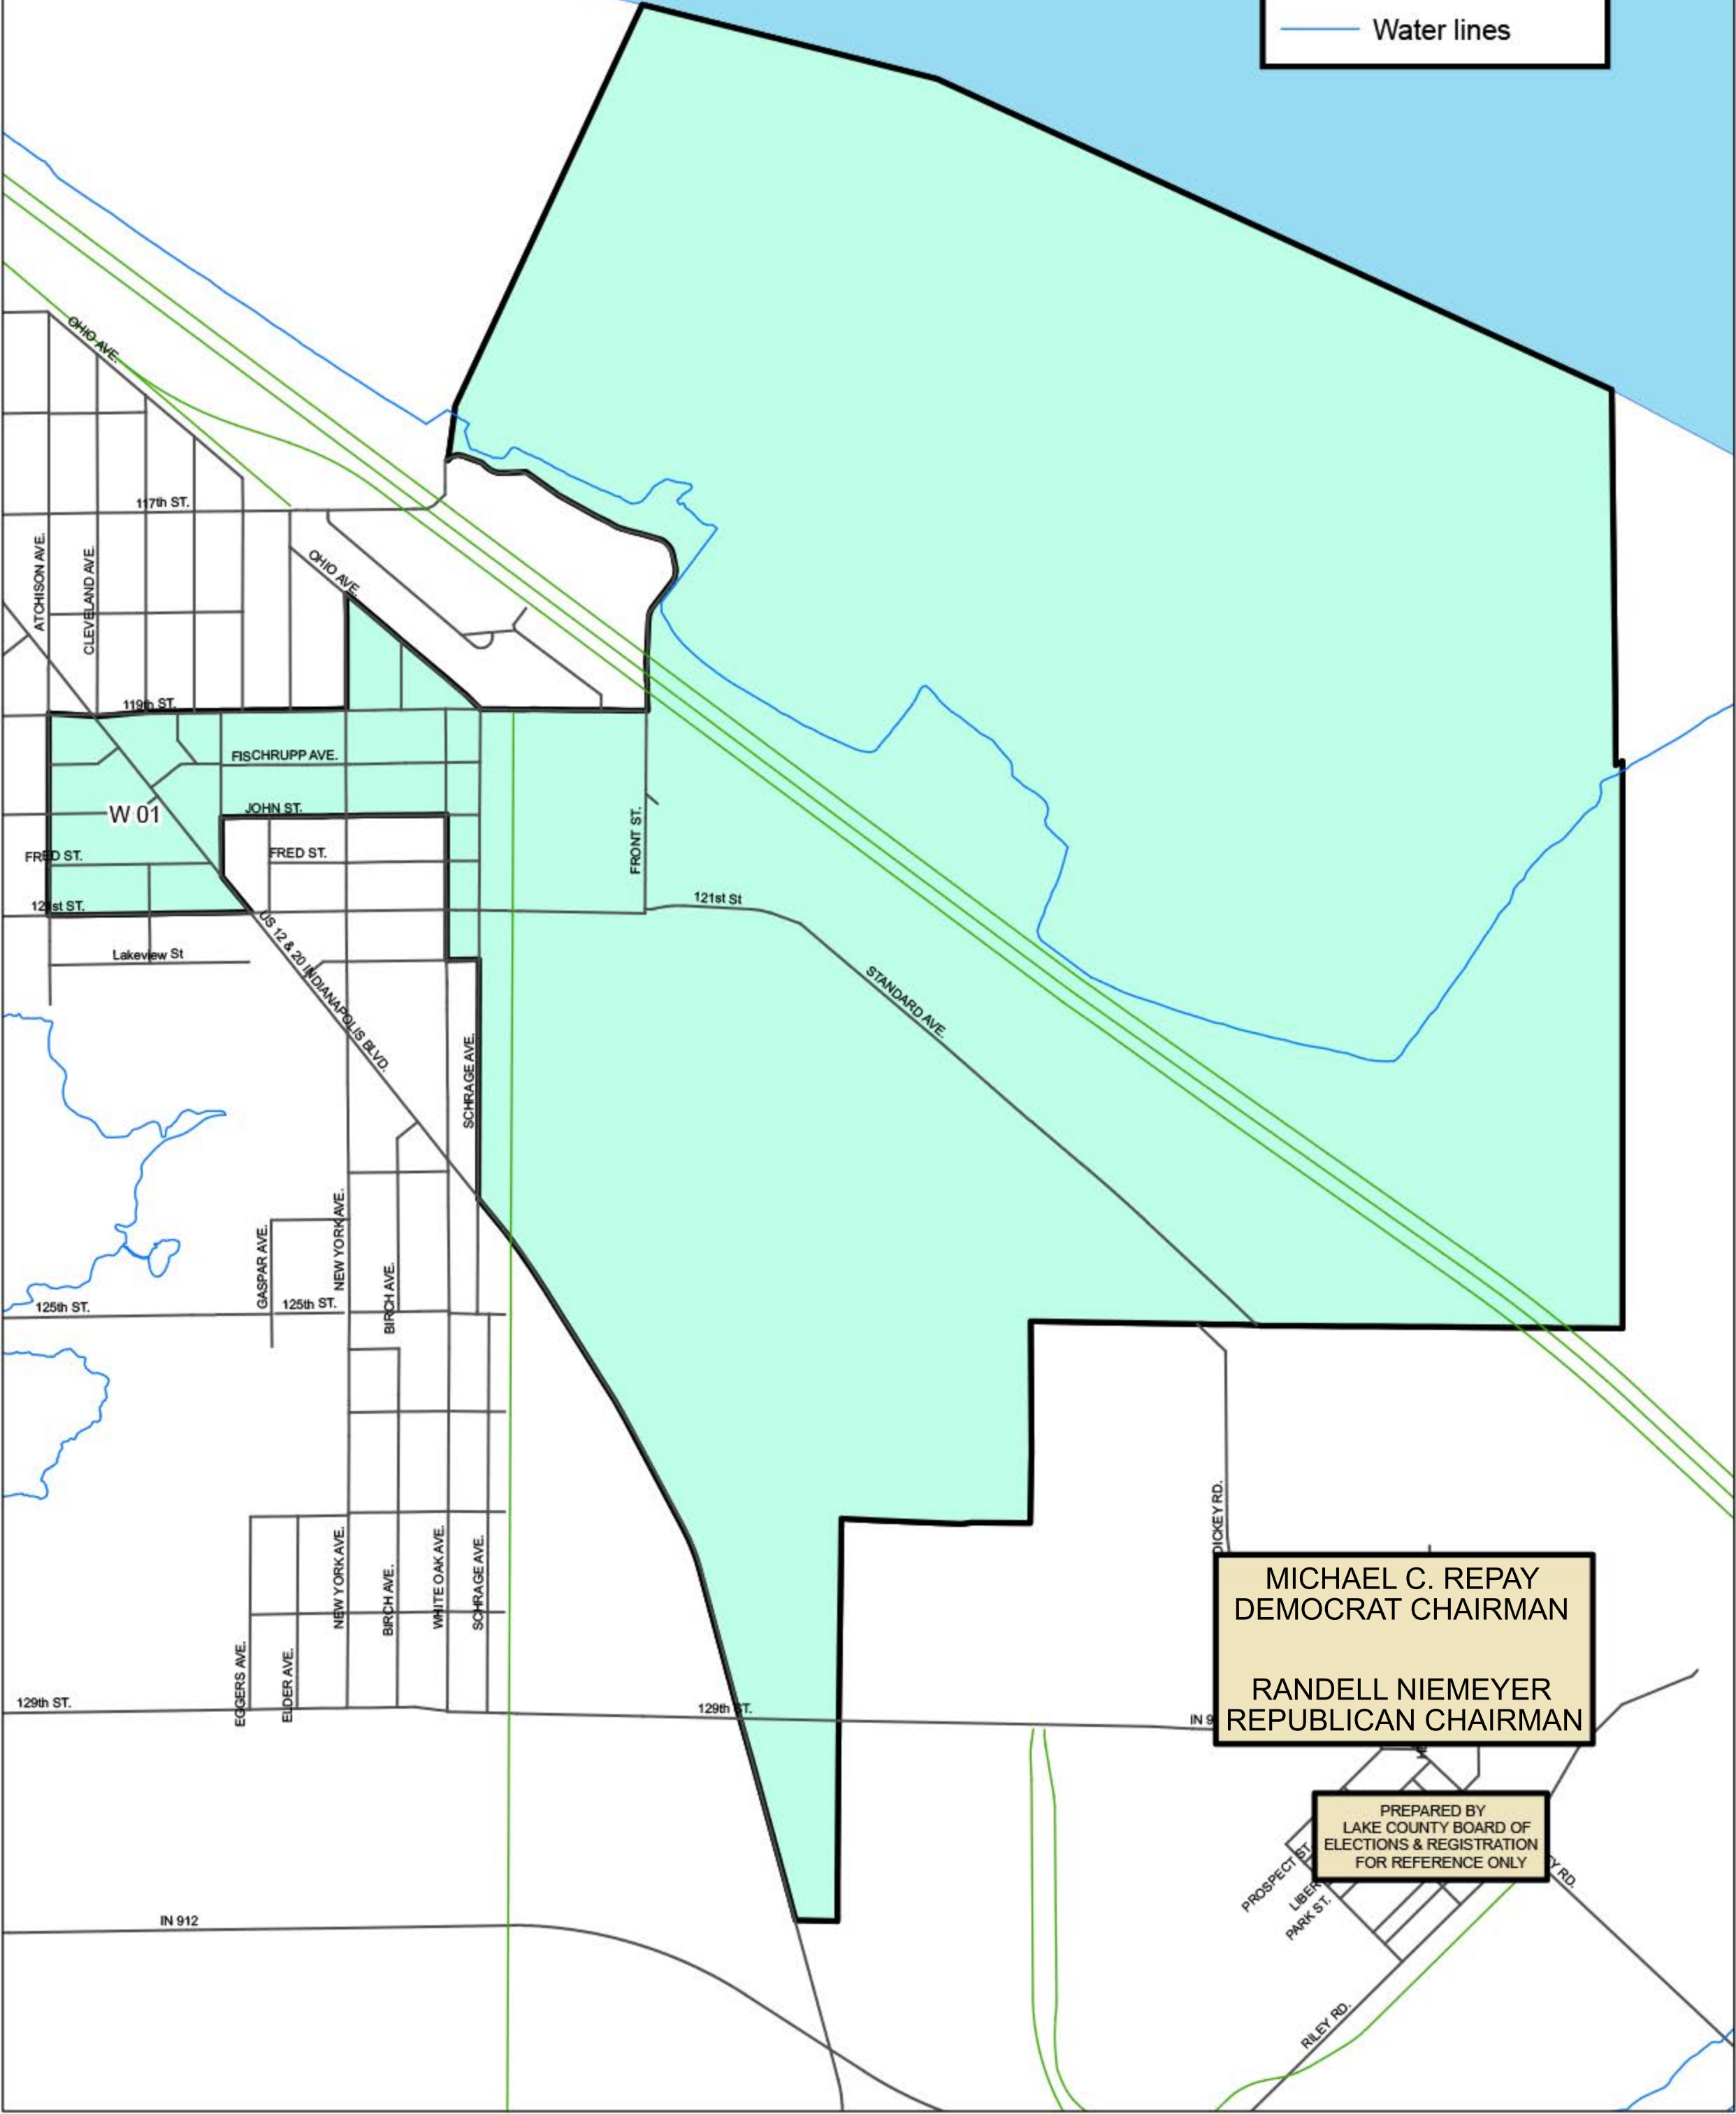 Water lines
OHIO AVE.
117th ST.
ATCHISON AVE.
CLEVELAND AVE.
OHIO AVE.
119th ST.
FISCHRUPP AVE.
W 01
JOHN ST.
FRED ST.
FRED ST.
FRONT ST.
121st ST.
121st St
Lakeview St
US 12 & 20 INDIANAPOLIS BLVD.
STANDARD AVE.
SCHRAGE AVE.
GASPAR AVE.
NEW YORK AVE.
BIRCH AVE.
125th ST.
125th ST.
DICKEY RD.
NEW YORK AVE.
BIRCH AVE.
WHITE OAK AVE.
SCHRAGE AVE.
EGGERS AVE.
ELDER AVE.
129th ST.
129th ST.
IN 9
MICHAEL C. REPAY
DEMOCRAT CHAIRMAN
RANDELL NIEMEYER
REPUBLICAN CHAIRMAN
PREPARED BY
LAKE COUNTY BOARD OF
ELECTIONS & REGISTRATION
FOR REFERENCE ONLY
PROSPECT ST.
LIBER
PARK ST.
Y RD.
IN 912
RILEY RD.